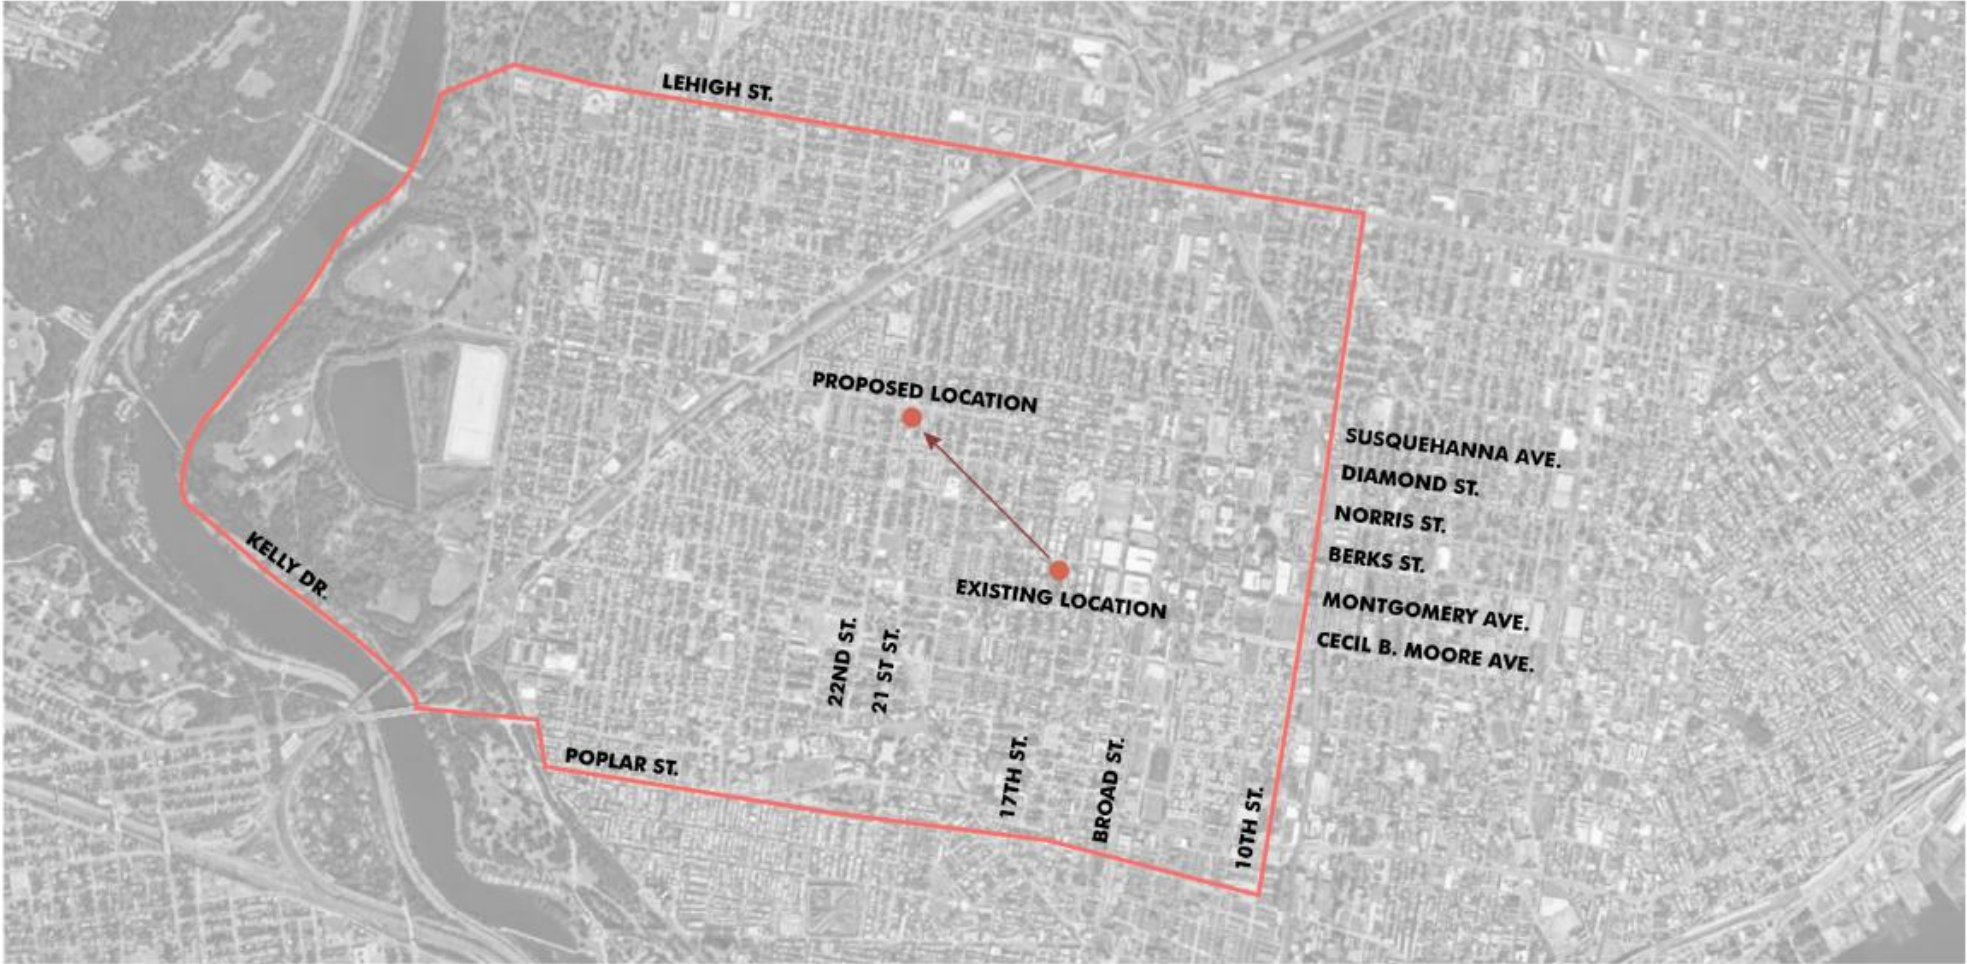 LEHIGH ST.
PROPOSED LOCATION
SUSQUEHANNA AVE.
DIAMOND ST.
NORRIS ST.
BERKS ST.
KELLY DR.
EXISTING LOCATION
MONTGOMERY AVE.
CECIL B. MOORE AVE.
22ND ST.
21 ST ST.
POPLAR ST.
17TH ST.
BROAD ST.
10TH ST.